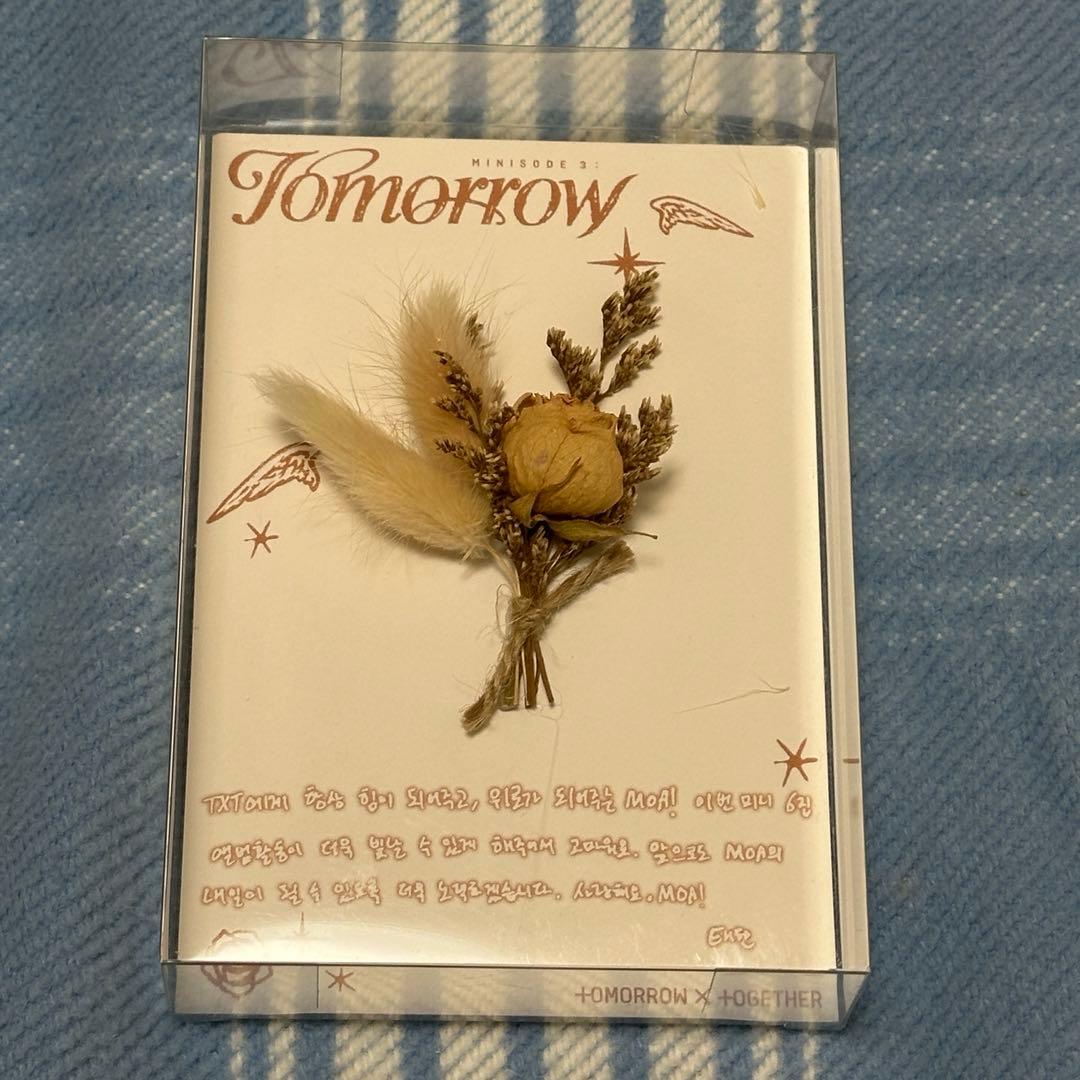 MINISODE 3:
Tomorrow
TXT에게 항상 힘이 되어주고, 위로가 되어주는 MOA! 이번 미니 6집
앨범활동이 더욱 빛날 수 있게 해주어서 고마워요. 앞으로도 MOA의
내일이 될 수 있도록 더욱 노력하겠습니다. 사랑해요. MOA!
태현
TOMORROW X TOGETHER